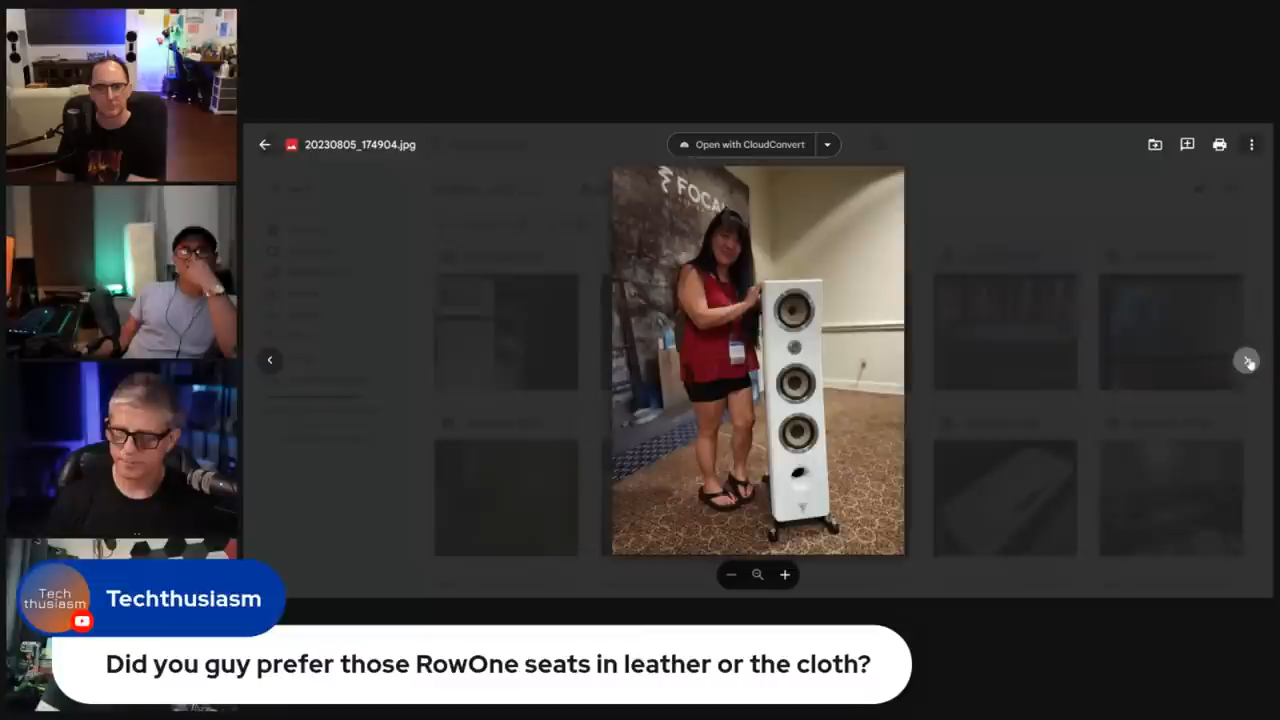 20230805_174904.jpg
Open with CloudConvert
FOCAL
Tech
thusiasm
Techthusiasm
Did you guy prefer those RowOne seats in leather or the cloth?